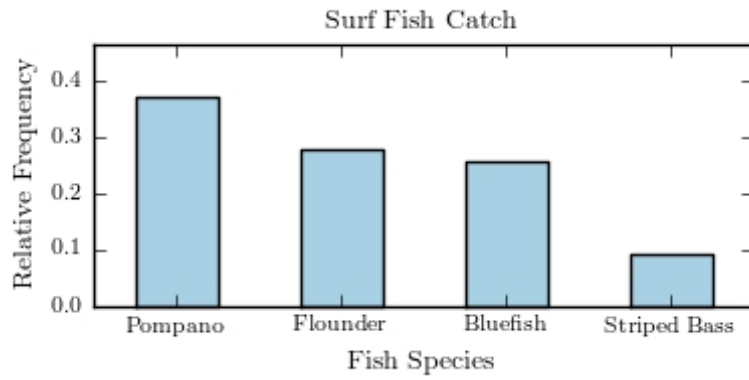 Surf Fish Catch
Relative Frequency
0.4
0.3
0.2
0.1
0.0
Pompano Flounder Bluefish Striped Bass
Fish Species